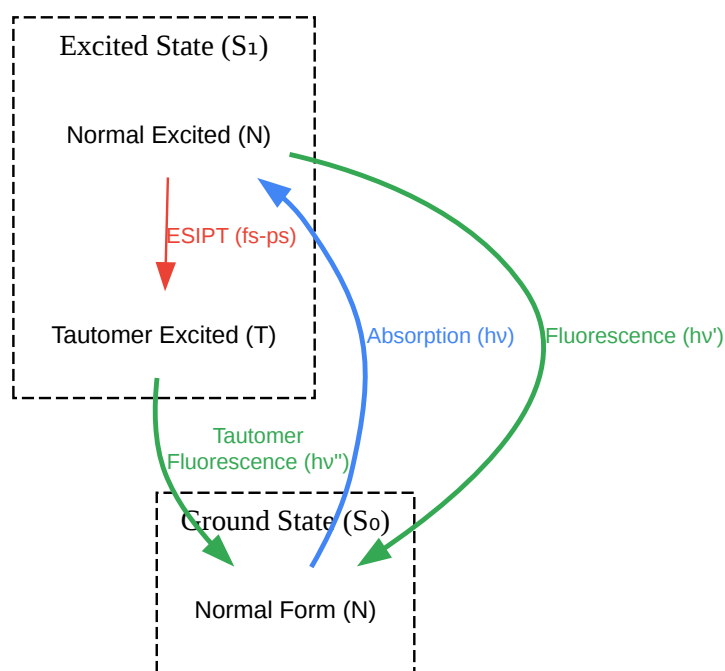 Excited State (S₁)
Normal Excited (N)
ESIPT (fs-ps)
Tautomer Excited (T)
Absorption (hν)
Fluorescence (hν')
Tautomer
Fluorescence (hν")
Ground State (S₀)
Normal Form (N)